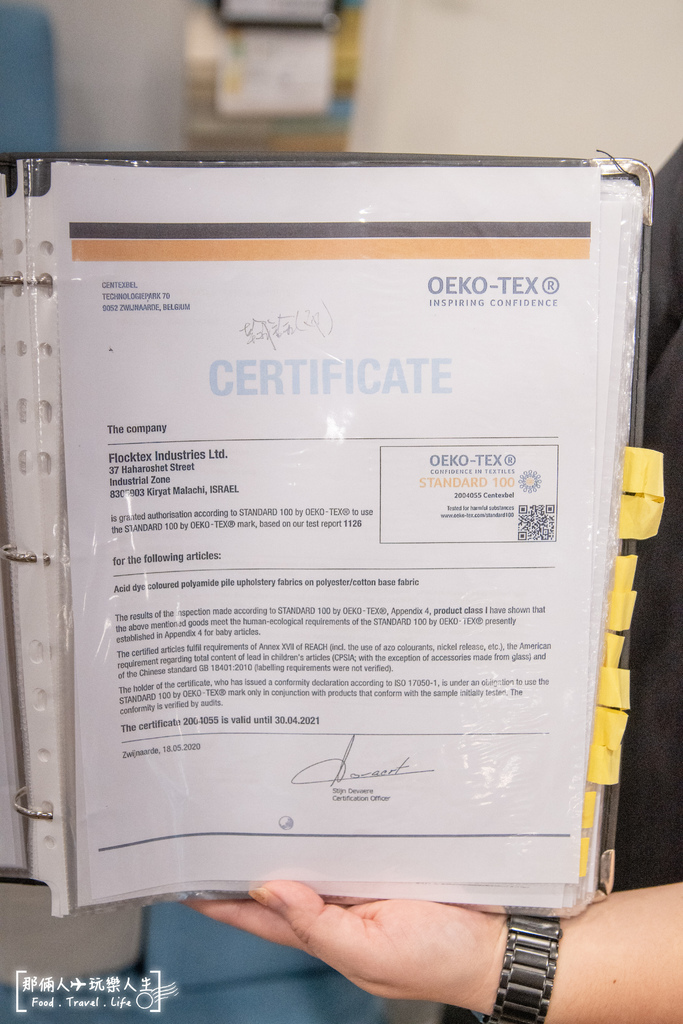 CENTEXBEL
TECHNOLOGIEPARK 70
9052 ZWIJNAARDE, BELGIUM
OEKO-TEX®
INSPIRING CONFIDENCE
CERTIFICATE
The company
Flocktex Industries Ltd.
37 Haharoshet Street
Industrial Zone
Kiryat Malachi, ISRAEL
OEKO-TEX®
CONFIDENCE IN TEXTILES
STANDARD 100
2004055 Centexbel
Tested for harmful substances
www.oeko-tex.com/standard100
is granted authorisation according to STANDARD 100 by OEKO-TEX® to use
the STANDARD 100 by OEKO-TEX® mark, based on our test report 1126
for the following articles:
Acid dye coloured polyamide pile upholstery fabrics on polyester/cotton base fabric
The results of the inspection made according to STANDARD 100 by OEKO-TEX®, Appendix 4, product class I have shown that
the above mentioned goods meet the human-ecological requirements of the STANDARD 100 by OEKO-TEX® presently
established in Appendix 4 for baby articles.
The certified articles fulfil requirements of Annex XVII of REACH (incl. the use of azo colourants, nickel release, etc.), the American
requirement regarding total content of lead in children's articles (CPSIA; with the exception of accessories made from glass) and
of the Chinese standard GB 18401:2010 (labelling requirements were not verified).
The holder of the certificate, who has issued a conformity declaration according to ISO 17050-1, is under an obligation to use the
STANDARD 100 by OEKO-TEX® mark only in conjunction with products that conform with the sample initially tested. The
conformity is verified by audits.
The certificate 2004055 is valid until 30.04.2021
Zwijnaarde, 18.05.2020
Stijn Devaere
Certification Officer
那倆人玩樂人生
Food . Travel . Life